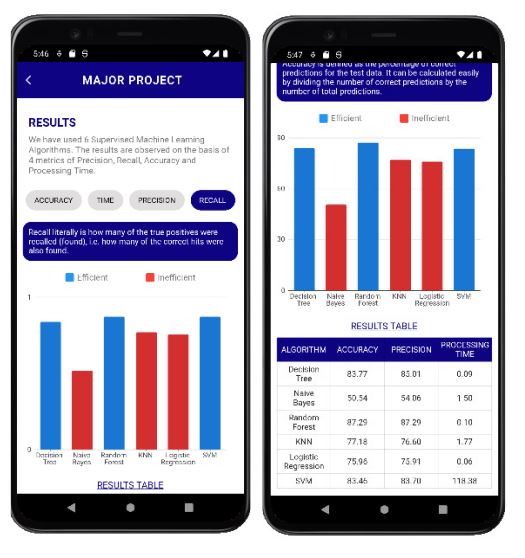 5:46
MAJOR PROJECT
RESULTS
We have used 6 Supervised Machine Learning
Algorithms. The results are observed on the basis of
4 metrics of Precision, Recall, Accuracy and
Processing Time.
ACCURACY TIME PRECISION RECALL
Recall literally is how many of the true positives were
recalled (found), i.e. how many of the correct hits were
also found.
Efficient Inefficient
1
0
Decision Tree Naive Bayes Random Forest KNN Logistic Regression SVM
RESULTS TABLE
5:47
Accuracy is defined as the percentage of correct
predictions for the test data. It can be calculated easily
by dividing the number of correct predictions by the
number of total predictions.
Efficient Inefficient
90
60
30
0
Decision Tree Naive Bayes Random Forest KNN Logistic Regression SVM
RESULTS TABLE
ALGORITHM ACCURACY PRECISION PROCESSING TIME
Decision Tree 83.77 85.01 0.09
Naive Bayes 50.54 54.06 1.50
Random Forest 87.29 87.29 0.10
KNN 77.18 76.60 1.77
Logistic Regression 75.96 75.91 0.06
SVM 83.46 83.70 118.38